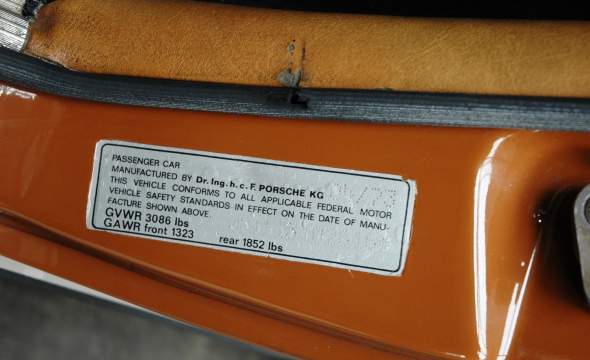 PASSENGER CAR
MANUFACTURED BY Dr. Ing. h. c. F. PORSCHE KG
THIS VEHICLE CONFORMS TO ALL APPLICABLE FEDERAL MOTOR
VEHICLE SAFETY STANDARDS IN EFFECT ON THE DATE OF MANU-
FACTURE SHOWN ABOVE.
GVWR 3086 lbs
GAWR front 1323 rear 1852 lbs